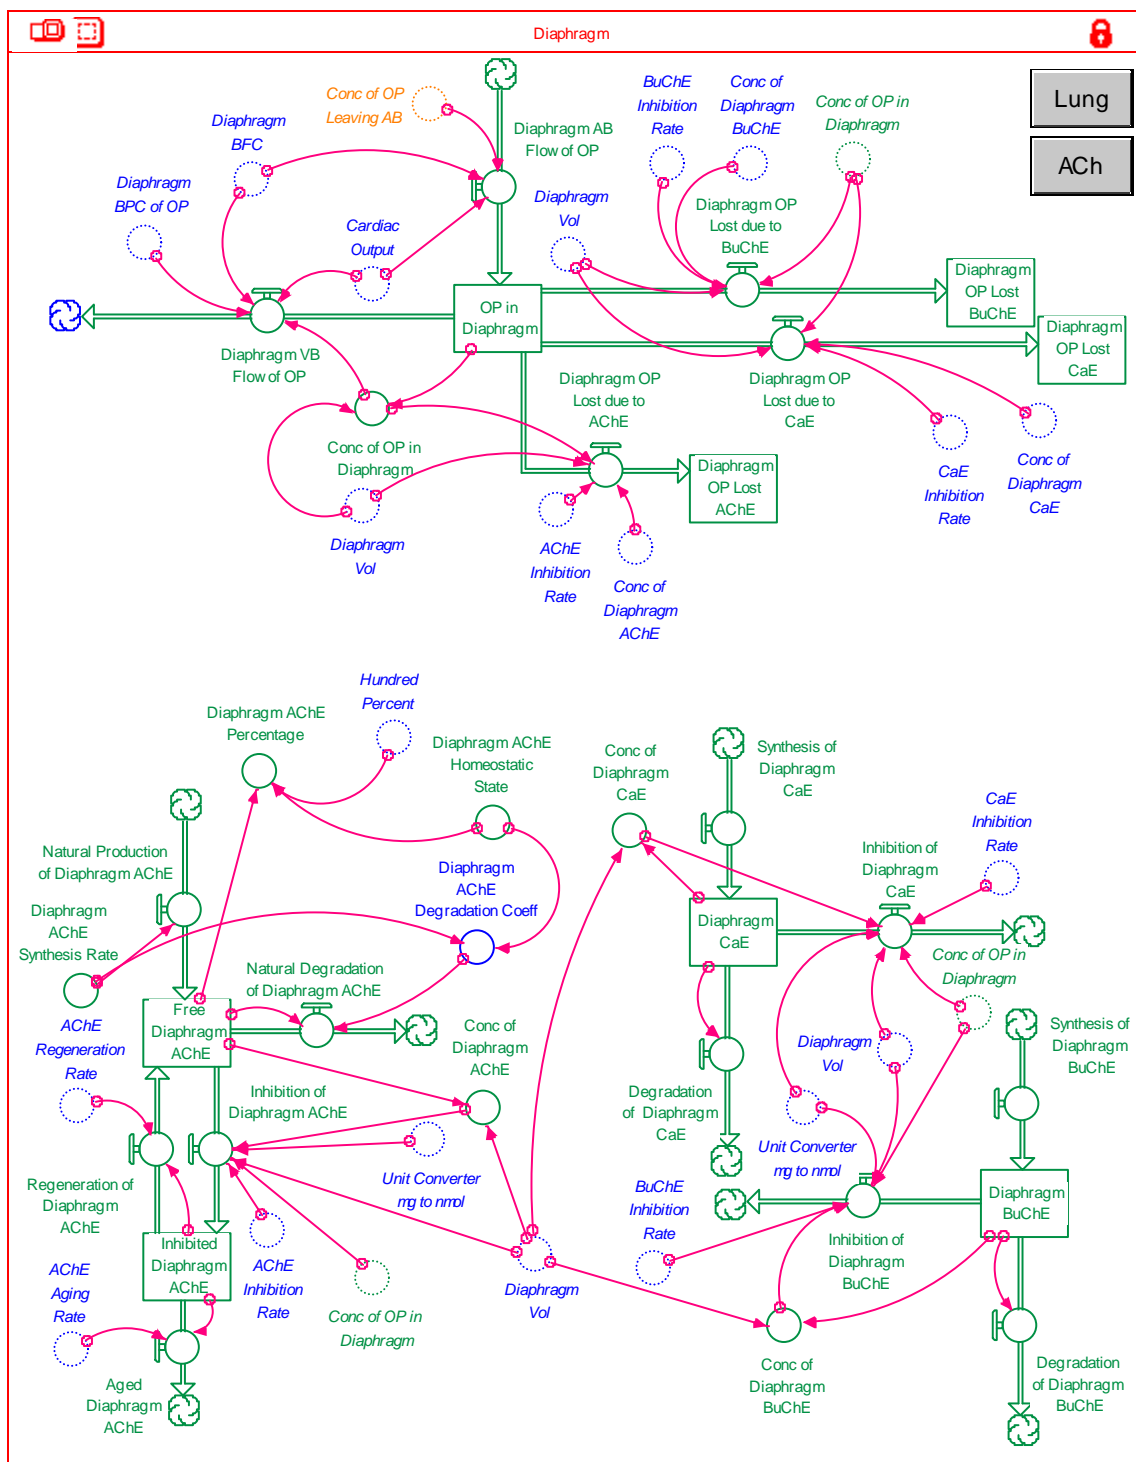 Diaphragm
Lung
ACh
Conc of OP
Leaving AB
Diaphragm AB
Flow of OP
BuChE
Inhibition
Rate
Conc of
Diaphragm
BuChE
Conc of OP in
Diaphragm
Diaphragm
BFC
Diaphragm
BPC of OP
Cardiac
Output
Diaphragm
Vol
Diaphragm OP
Lost due to
BuChE
OP in
Diaphragm
Diaphragm
OP Lost
BuChE
Diaphragm
OP Lost
CaE
Diaphragm VB
Flow of OP
Diaphragm OP
Lost due to
AChE
Diaphragm OP
Lost due to
CaE
Conc of OP in
Diaphragm
Diaphragm
OP Lost
AChE
CaE
Inhibition
Rate
Conc of
Diaphragm
CaE
Diaphragm
Vol
AChE
Inhibition
Rate
Conc of
Diaphragm
AChE
Hundred
Percent
Diaphragm AChE
Percentage
Diaphragm AChE
Homeostatic
State
Conc of
Diaphragm
CaE
Synthesis of
Diaphragm
CaE
CaE
Inhibition
Rate
Natural Production
of Diaphragm AChE
Diaphragm
AChE
Degradation Coeff
Inhibition of
Diaphragm
CaE
Diaphragm
AChE
Synthesis Rate
Diaphragm
CaE
Natural Degradation
of Diaphragm AChE
Conc of OP in
Diaphragm
Free
Diaphragm
AChE
AChE
Regeneration
Rate
Conc of
Diaphragm
AChE
Synthesis of
Diaphragm
BuChE
Diaphragm
Vol
Inhibition of
Diaphragm AChE
Degradation
of Diaphragm
CaE
Unit Converter
mg to nmol
Regeneration of
Diaphragm
AChE
Unit Converter
mg to nmol
BuChE
Inhibition
Rate
Diaphragm
BuChE
Inhibited
Diaphragm
AChE
AChE
Inhibition
Rate
Inhibition of
Diaphragm
BuChE
AChE
Aging
Rate
Diaphragm
Vol
Conc of OP in
Diaphragm
Aged
Diaphragm
AChE
Conc of
Diaphragm
BuChE
Degradation
of Diaphragm
BuChE